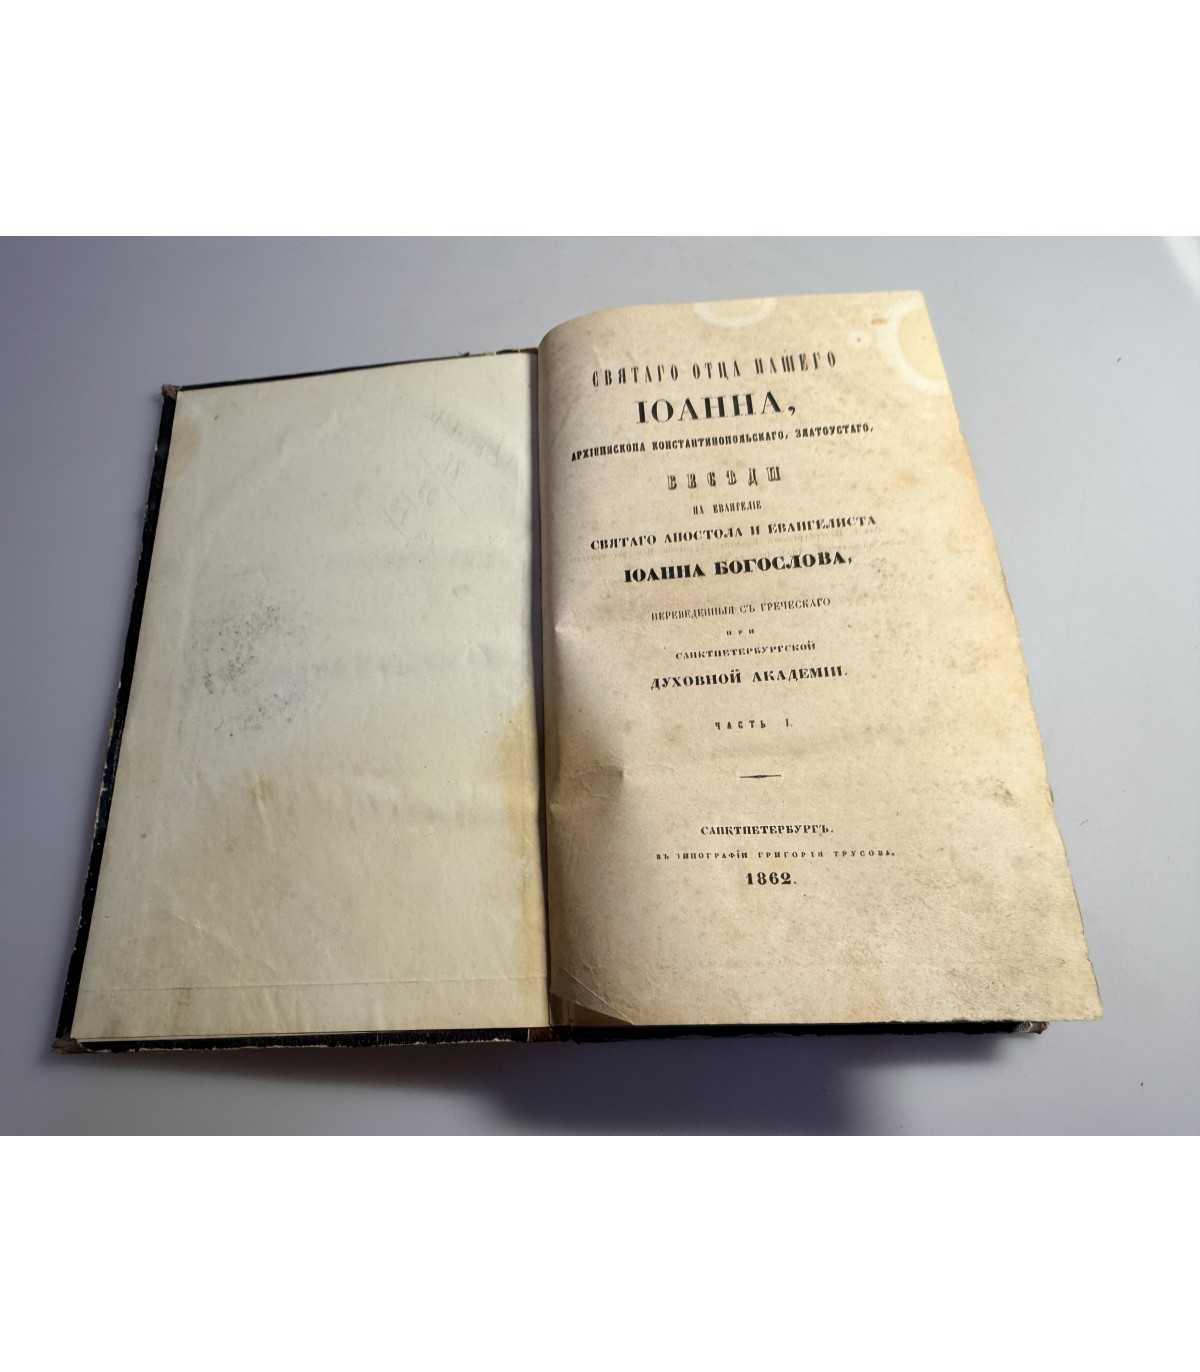 СВЯТАГО ОТЦА НАШЕГО
ІОАННА,
АРХІЕПИСКОПА КОНСТАНТИНОПОЛЬСКАГО, ЗЛАТОУСТАГО,
БЕСѢДЫ
НА ЕВАНГЕЛІЕ
СВЯТАГО АПОСТОЛА И ЕВАНГЕЛИСТА
ІОАННА БОГОСЛОВА,
ПЕРЕВЕДЕННЫЯ СЪ ГРЕЧЕСКАГО
ПРИ
САНКТПЕТЕРБУРГСКОЙ
ДУХОВНОЙ АКАДЕМІИ.
ЧАСТЬ I.
САНКТПЕТЕРБУРГЪ.
ВЪ ТИПОГРАФІИ ГРИГОРІЯ ТРУСОВА.
1862.